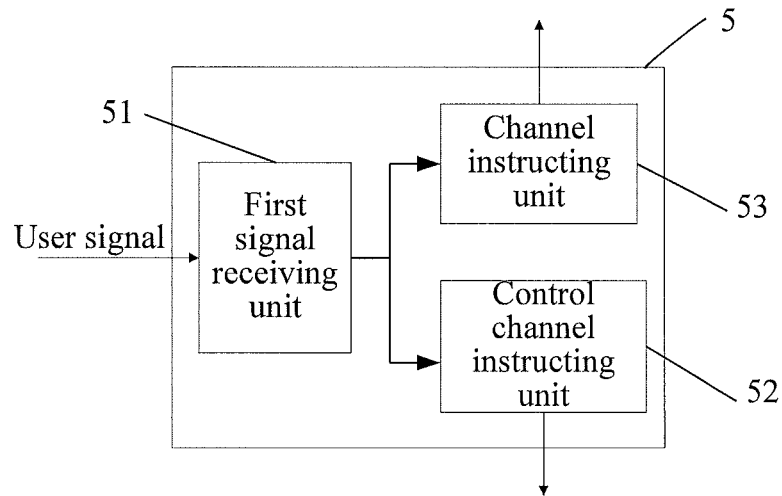 5
51
Channel
instructing
unit
53
First
signal
receiving
unit
User signal
Control
channel
instructing
unit
52